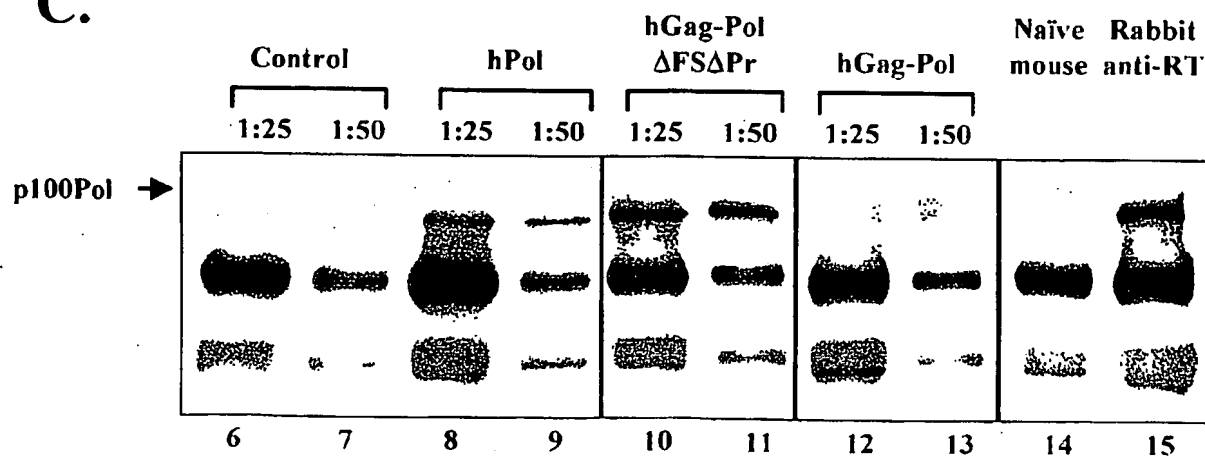 C.
hGag-Pol
Naïve Rabbit
Control hPol ΔFSΔPr hGag-Pol mouse anti-RT
1:25 1:50 1:25 1:50 1:25 1:50 1:25 1:50
p100Pol
6 7 8 9 10 11 12 13 14 15